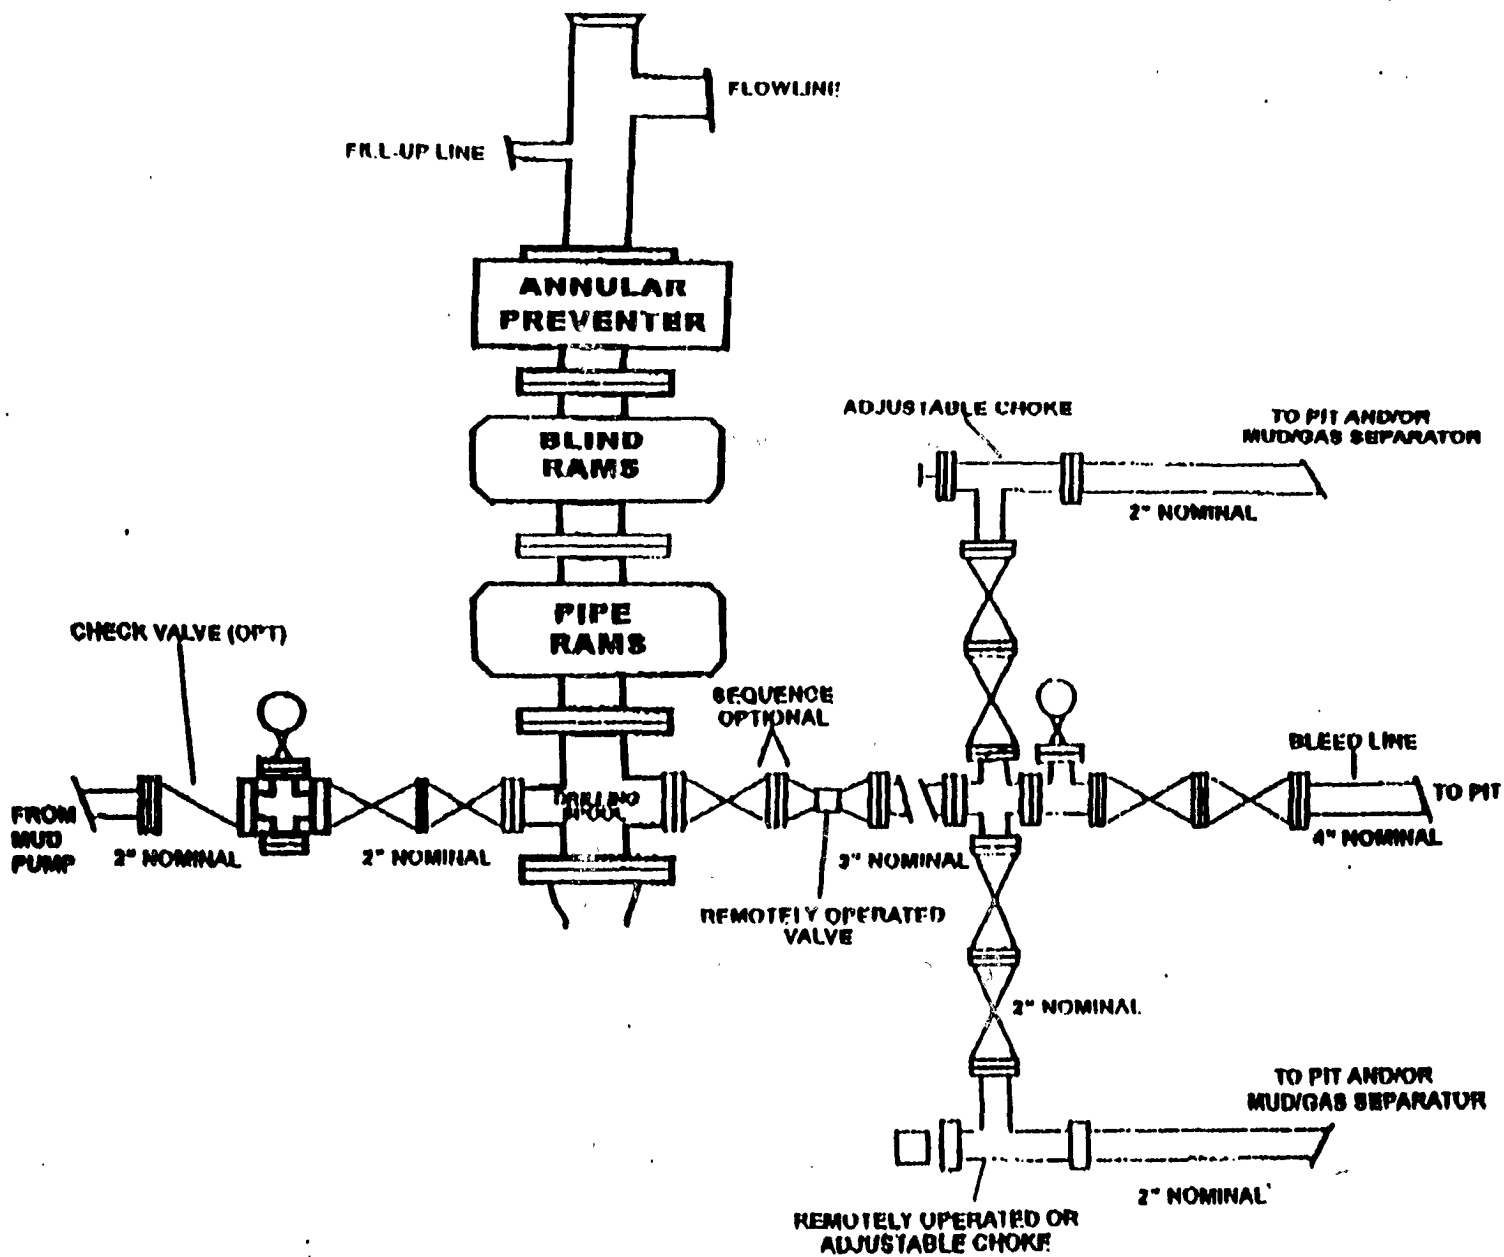 FLOWLINE
FILL-UP LINE
ANNULAR
PREVENTER
BLIND
RAMS
PIPE
RAMS
ADJUSTABLE CHOKE
TO PIT AND/OR
MUD/GAS SEPARATOR
2" NOMINAL
CHECK VALVE (OPT)
SEQUENCE
OPTIONAL
BLEED LINE
TO PIT
FROM
MUD
PUMP
2" NOMINAL
2" NOMINAL
DRILLING
SPOOL
3" NOMINAL
4" NOMINAL
REMOTELY OPERATED
VALVE
2" NOMINAL
TO PIT AND/OR
MUD/GAS SEPARATOR
2" NOMINAL
REMOTELY OPERATED OR
ADJUSTABLE CHOKE